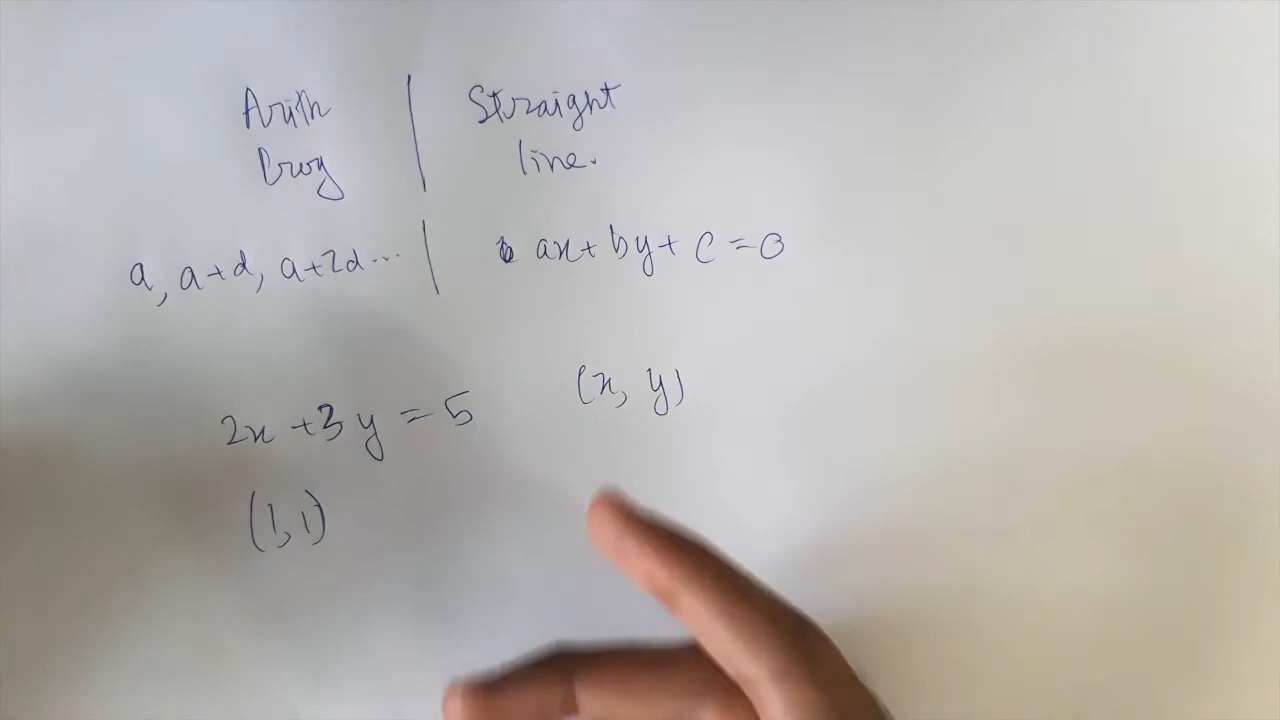 Arith | Straight
Prog | line.
a, a+d, a+2d... | ax+by+c=0
2x+3y=5 (x, y)
(1,1)